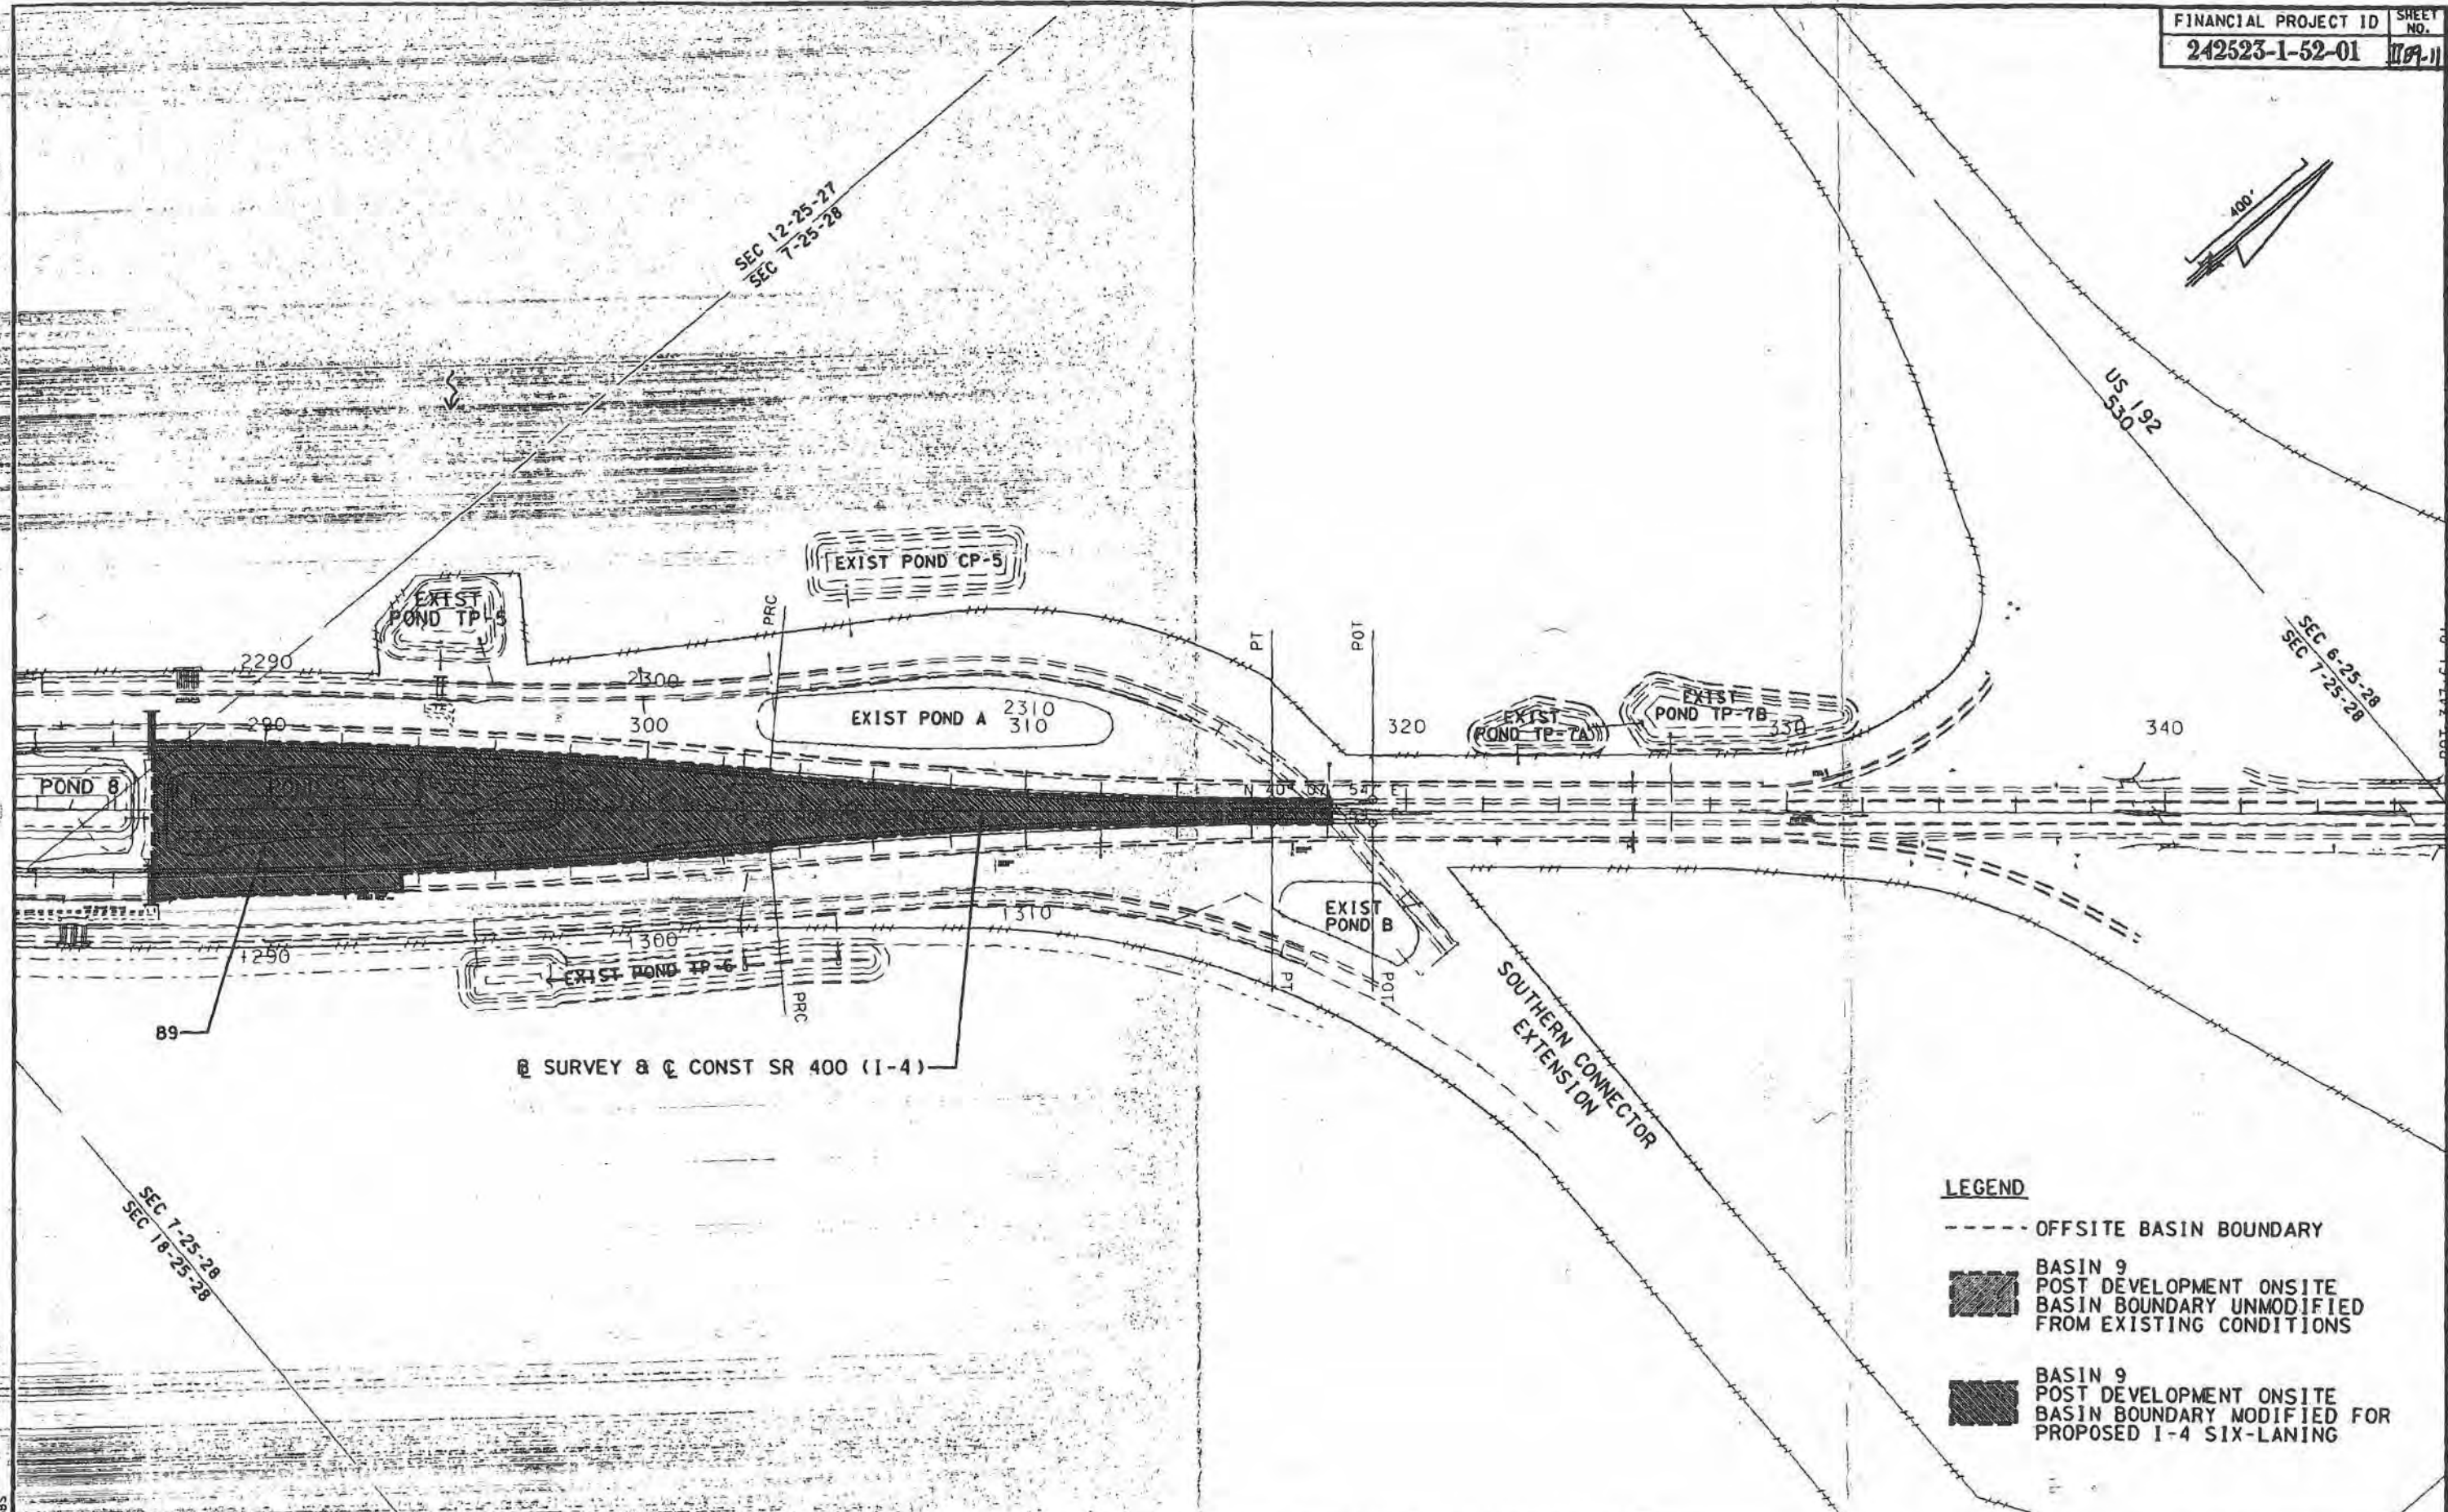 FINANCIAL PROJECT ID
SHEET NO.
242523-1-52-01
400'
SEC 12-25-27
SEC 7-25-28
US 192
530
EXIST POND CP-5
EXIST
POND TP-5
PRC
PT
POT
SEC 6-25-28
SEC 7-25-28
2290
2300
2310
EXIST POND A
310
290
300
320
EXIST
POND TP-7A
EXIST
POND TP-7B
330
340
POND 8
EXIST
POND B
1290
1300
1310
EXIST POND TP-6
PRC
PT
POT
89
SOUTHERN CONNECTOR
EXTENSION
SURVEY & ℄ CONST SR 400 (I-4)
SEC 7-25-28
SEC 18-25-28
LEGEND
OFFSITE BASIN BOUNDARY
BASIN 9
POST DEVELOPMENT ONSITE
BASIN BOUNDARY UNMODIFIED
FROM EXISTING CONDITIONS
BASIN 9
POST DEVELOPMENT ONSITE
BASIN BOUNDARY MODIFIED FOR
PROPOSED I-4 SIX-LANING